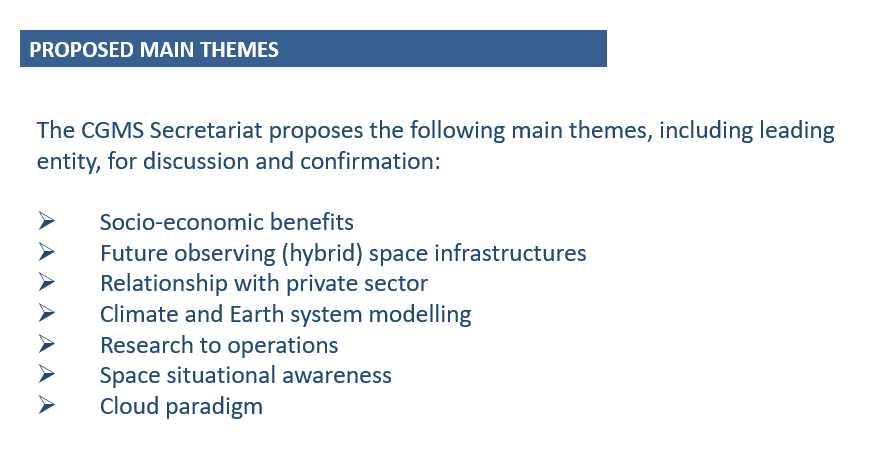 PROPOSED MAIN THEMES
The CGMS Secretariat proposes the following main themes, including leading
entity, for discussion and confirmation:
➢ Socio-economic benefits
➢ Future observing (hybrid) space infrastructures
➢ Relationship with private sector
➢ Climate and Earth system modelling
➢ Research to operations
➢ Space situational awareness
➢ Cloud paradigm